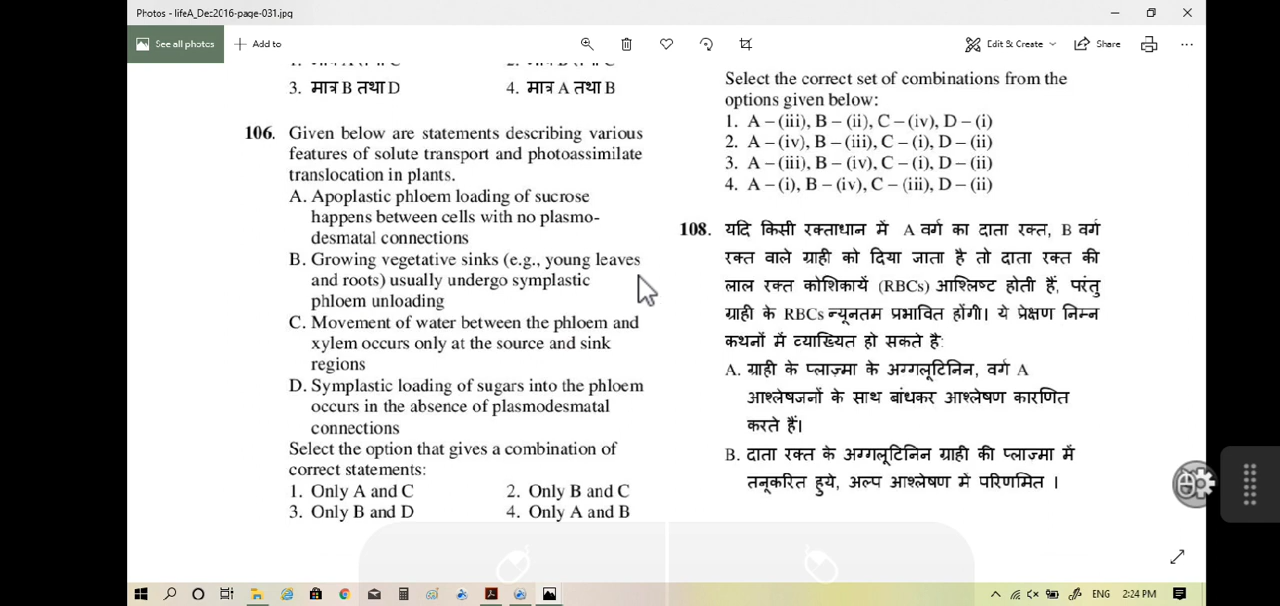 Photos - lifeA_Dec2016-page-031.jpg
See all photos
Add to
Edit & Create
Share
3. मात्र B तथा D
4. मात्र A तथा B
106. Given below are statements describing various
features of solute transport and photoassimilate
translocation in plants.
A. Apoplastic phloem loading of sucrose
happens between cells with no plasmo-
desmatal connections
B. Growing vegetative sinks (e.g., young leaves
and roots) usually undergo symplastic
phloem unloading
C. Movement of water between the phloem and
xylem occurs only at the source and sink
regions
D. Symplastic loading of sugars into the phloem
occurs in the absence of plasmodesmatal
connections
Select the option that gives a combination of
correct statements:
1. Only A and C
2. Only B and C
3. Only B and D
4. Only A and B
Select the correct set of combinations from the
options given below:
1. A – (iii), B – (ii), C – (iv), D – (i)
2. A – (iv), B – (iii), C – (i), D – (ii)
3. A – (iii), B – (iv), C – (i), D – (ii)
4. A – (i), B – (iv), C – (iii), D – (ii)
108. यदि किसी रक्ताधान में A वर्ग का दाता रक्त, B वर्ग
रक्त वाले ग्राही को दिया जाता है तो दाता रक्त की
लाल रक्त कोशिकायें (RBCs) आश्लिष्ट होती हैं, परंतु
ग्राही के RBCs न्यूनतम प्रभावित होंगी। ये प्रेक्षण निम्न
कथनों में व्याख्यित हो सकते है:
A. ग्राही के प्लाज़्मा के अग्गलूटिनिन, वर्ग A
आश्लेषजनों के साथ बांधकर आश्लेषण कारणित
करते हैं।
B. दाता रक्त के अग्गलूटिनिन ग्राही की प्लाज्मा में
तनूकरित हुये, अल्प आश्लेषण में परिणमित ।
ENG
2:24 PM